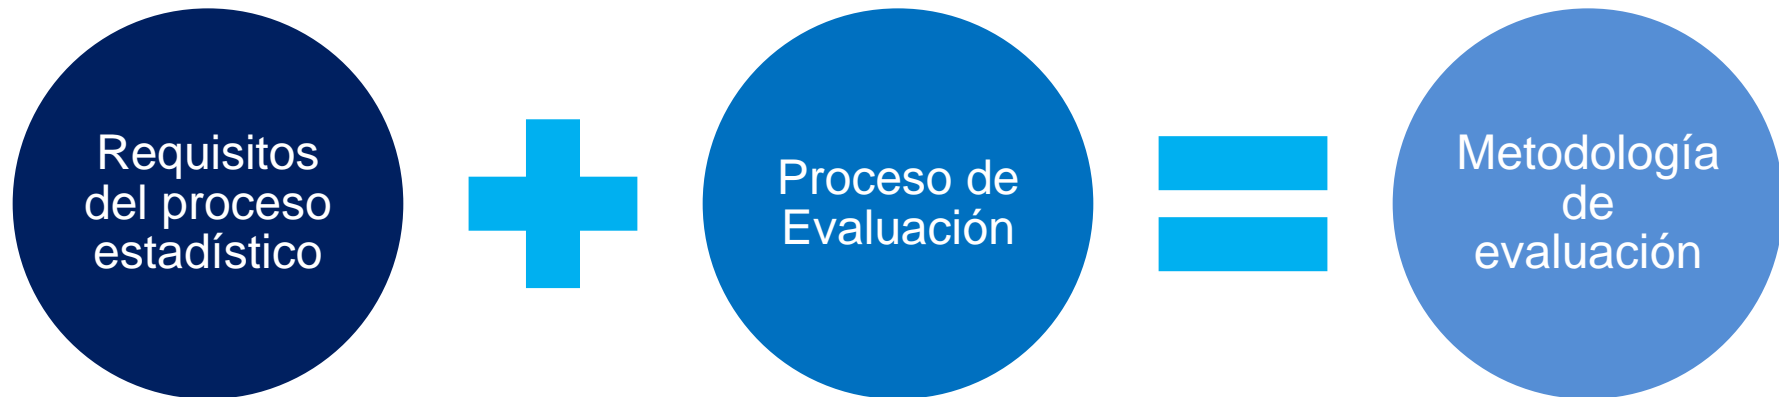 Requisitos
del proceso
estadístico
Proceso de
Evaluación
Metodología
de
evaluación